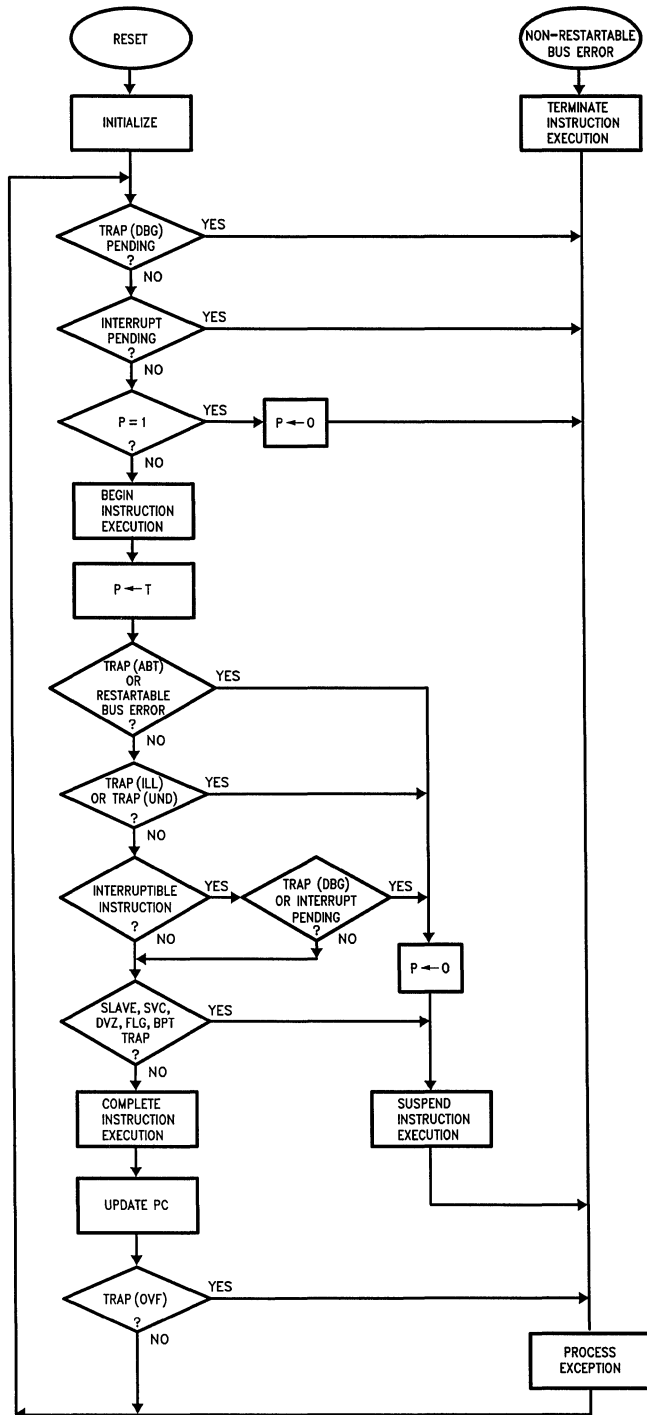 RESET
NON-RESTARTABLE
BUS ERROR
INITIALIZE
TERMINATE
INSTRUCTION
EXECUTION
TRAP (DBG)
PENDING
?
YES
NO
INTERRUPT
PENDING
?
YES
NO
P = 1
?
YES
P ← 0
NO
BEGIN
INSTRUCTION
EXECUTION
P ← T
TRAP (ABT)
OR
RESTARTABLE
BUS ERROR
?
YES
NO
TRAP (ILL)
OR TRAP (UND)
?
YES
NO
INTERRUPTIBLE
INSTRUCTION
?
YES
NO
TRAP (DBG)
OR INTERRUPT
PENDING
?
YES
NO
P ← 0
SLAVE, SVC,
DVZ, FLG, BPT
TRAP
?
YES
NO
COMPLETE
INSTRUCTION
EXECUTION
SUSPEND
INSTRUCTION
EXECUTION
UPDATE PC
TRAP (OVF)
?
YES
NO
PROCESS
EXCEPTION